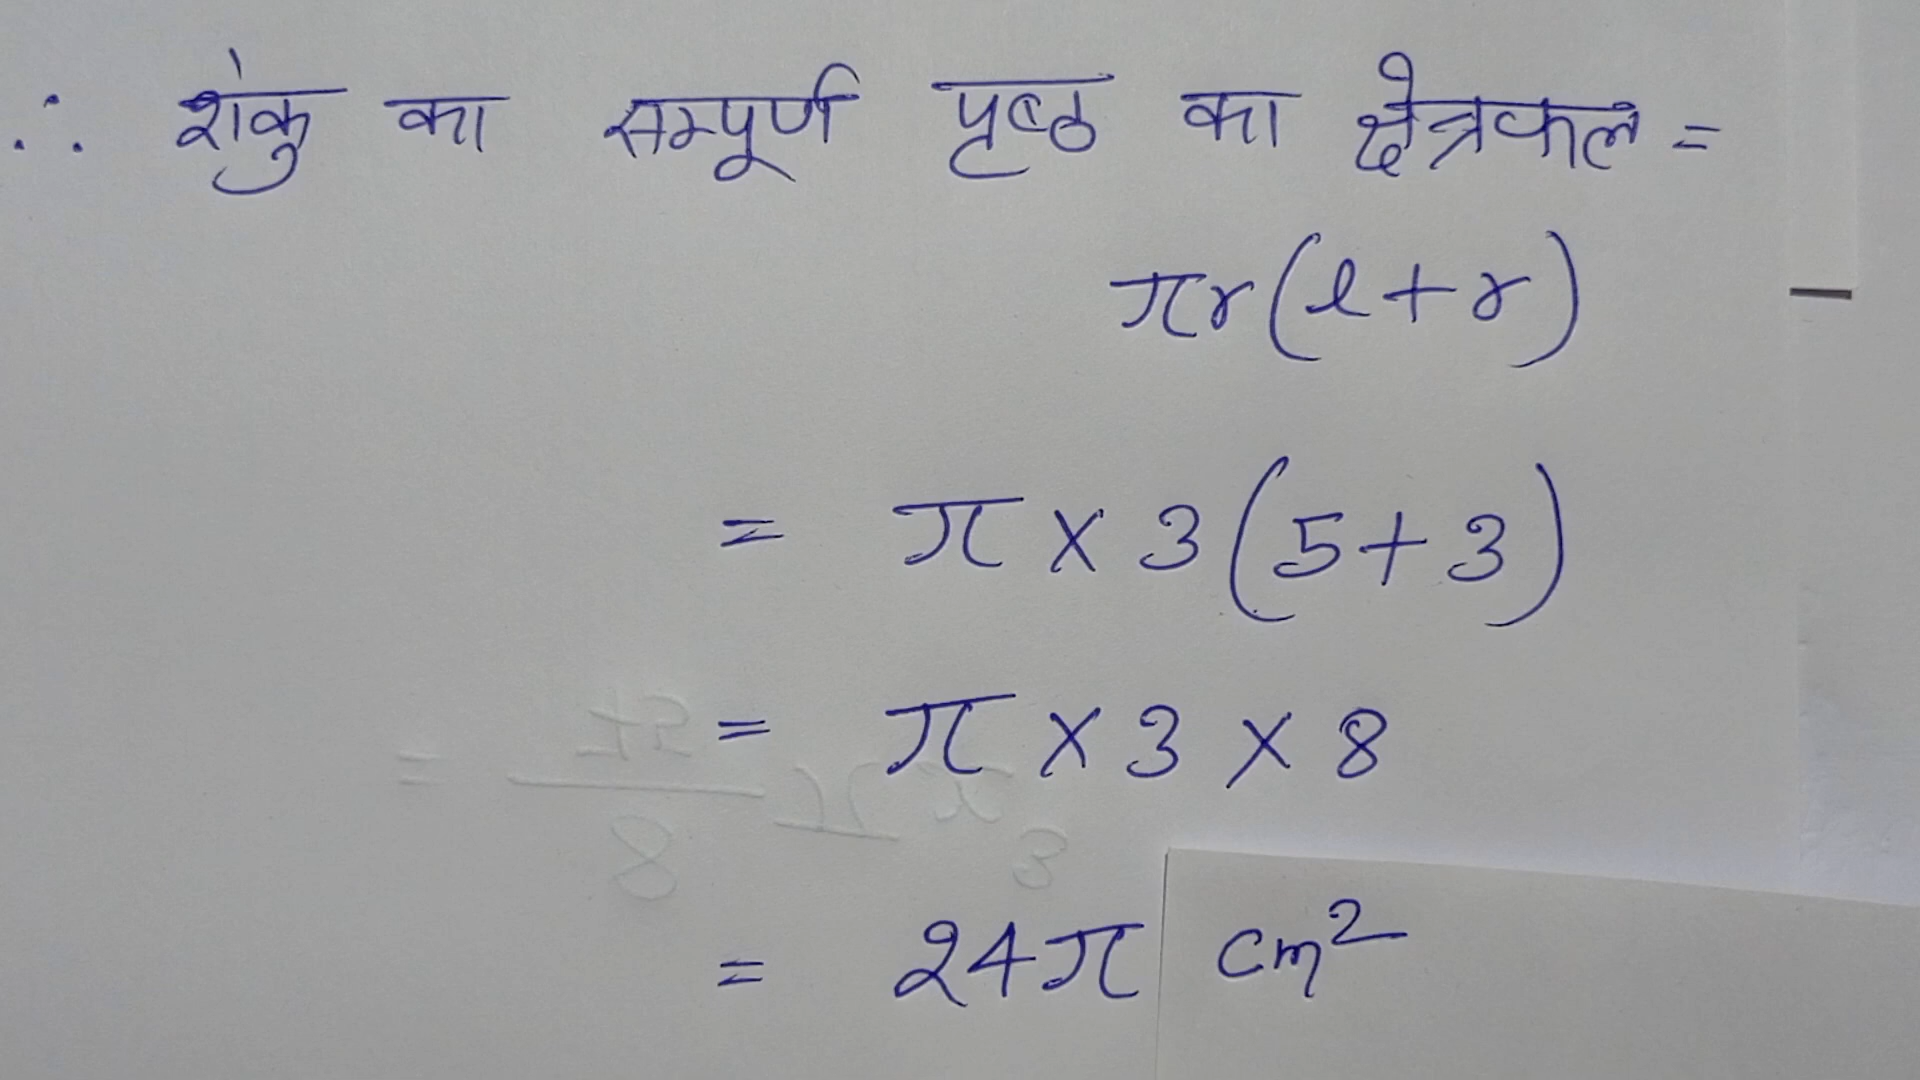 ∴ शंकु का सम्पूर्ण पृष्ठ का क्षेत्रफल =
πr(l+r)
= π × 3(5+3)
= π × 3 × 8
= 24π cm²